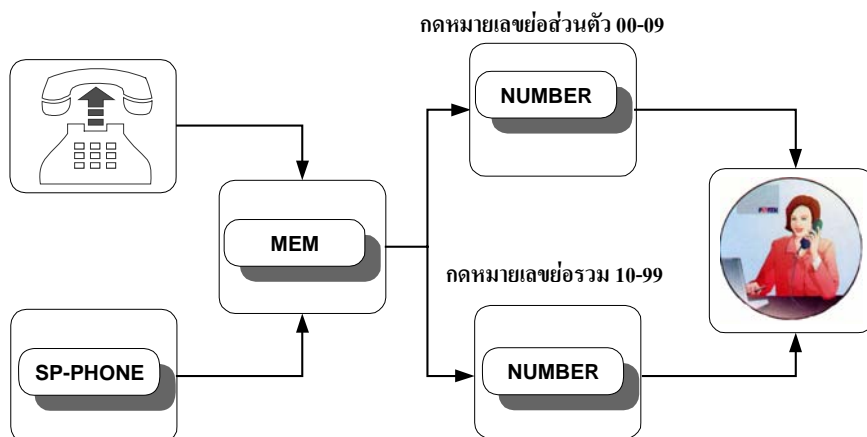 กดหมายเลขย่อส่วนตัว 00-09
NUMBER
MEM
กดหมายเลขย่อรวม 10-99
SP-PHONE
NUMBER